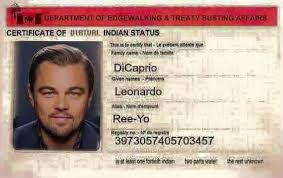 DEPARTMENT OF EDGEWALKING & TREATY BUSTING AFFAIRS
CERTIFICATE OF VIRTUAL INDIAN STATUS
This is to certify that - Le présent atteste que
Family name - Nom de famille
DiCaprio
Given names - Prénoms
Leonardo
Alias - Nom d'emprunt
Ree-Yo
Registry no - N° de registre
3973057405703457
is at least one fortieth indian two parts water the rest unknown